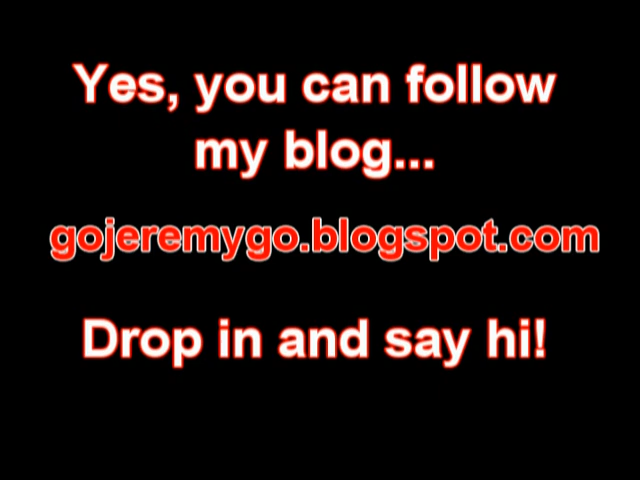 Yes, you can follow
my blog...
gojeremygo.blogspot.com
Drop in and say hi!